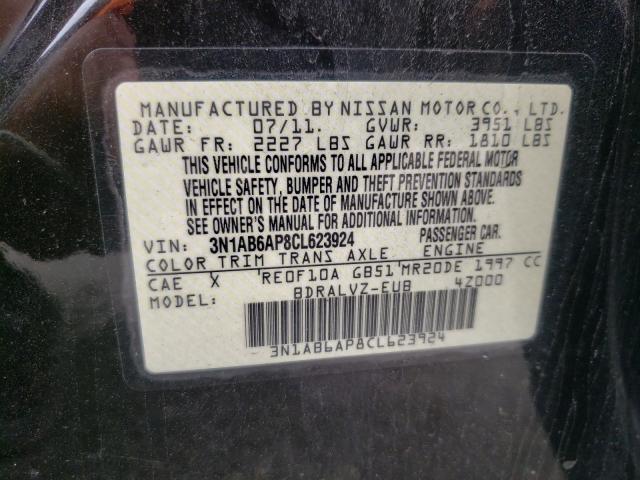 MANUFACTURED BY NISSAN MOTOR CO., LTD.
DATE: 07/11. GVWR: 3951 LBS
GAWR FR: 2227 LBS GAWR RR: 1810 LBS
THIS VEHICLE CONFORMS TO ALL APPLICABLE FEDERAL MOTOR
VEHICLE SAFETY, BUMPER AND THEFT PREVENTION STANDARDS
IN EFFECT ON THE DATE OF MANUFACTURE SHOWN ABOVE.
SEE OWNER'S MANUAL FOR ADDITIONAL INFORMATION.
VIN: 3N1AB6AP8CL623924 PASSENGER CAR.
COLOR TRIM TRANS AXLE ENGINE
CAE X 'RE0F10A GB51'MR20DE 1997 CC
MODEL: BDRALVZ-EUB 4Z000
3N1AB6AP8CL623924